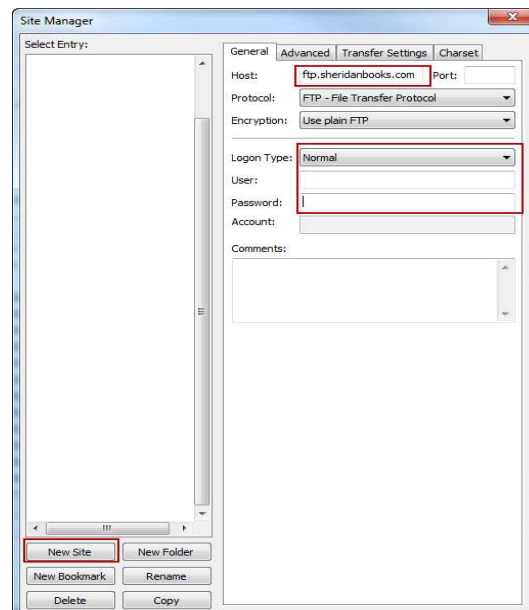 Site Manager
Select Entry:
General Advanced Transfer Settings Charset
Host: ftp.sheridanbooks.com Port:
Protocol: FTP - File Transfer Protocol
Encryption: Use plain FTP
Logon Type: Normal
User:
Password:
Account:
Comments:
New Site New Folder
New Bookmark Rename
Delete Copy